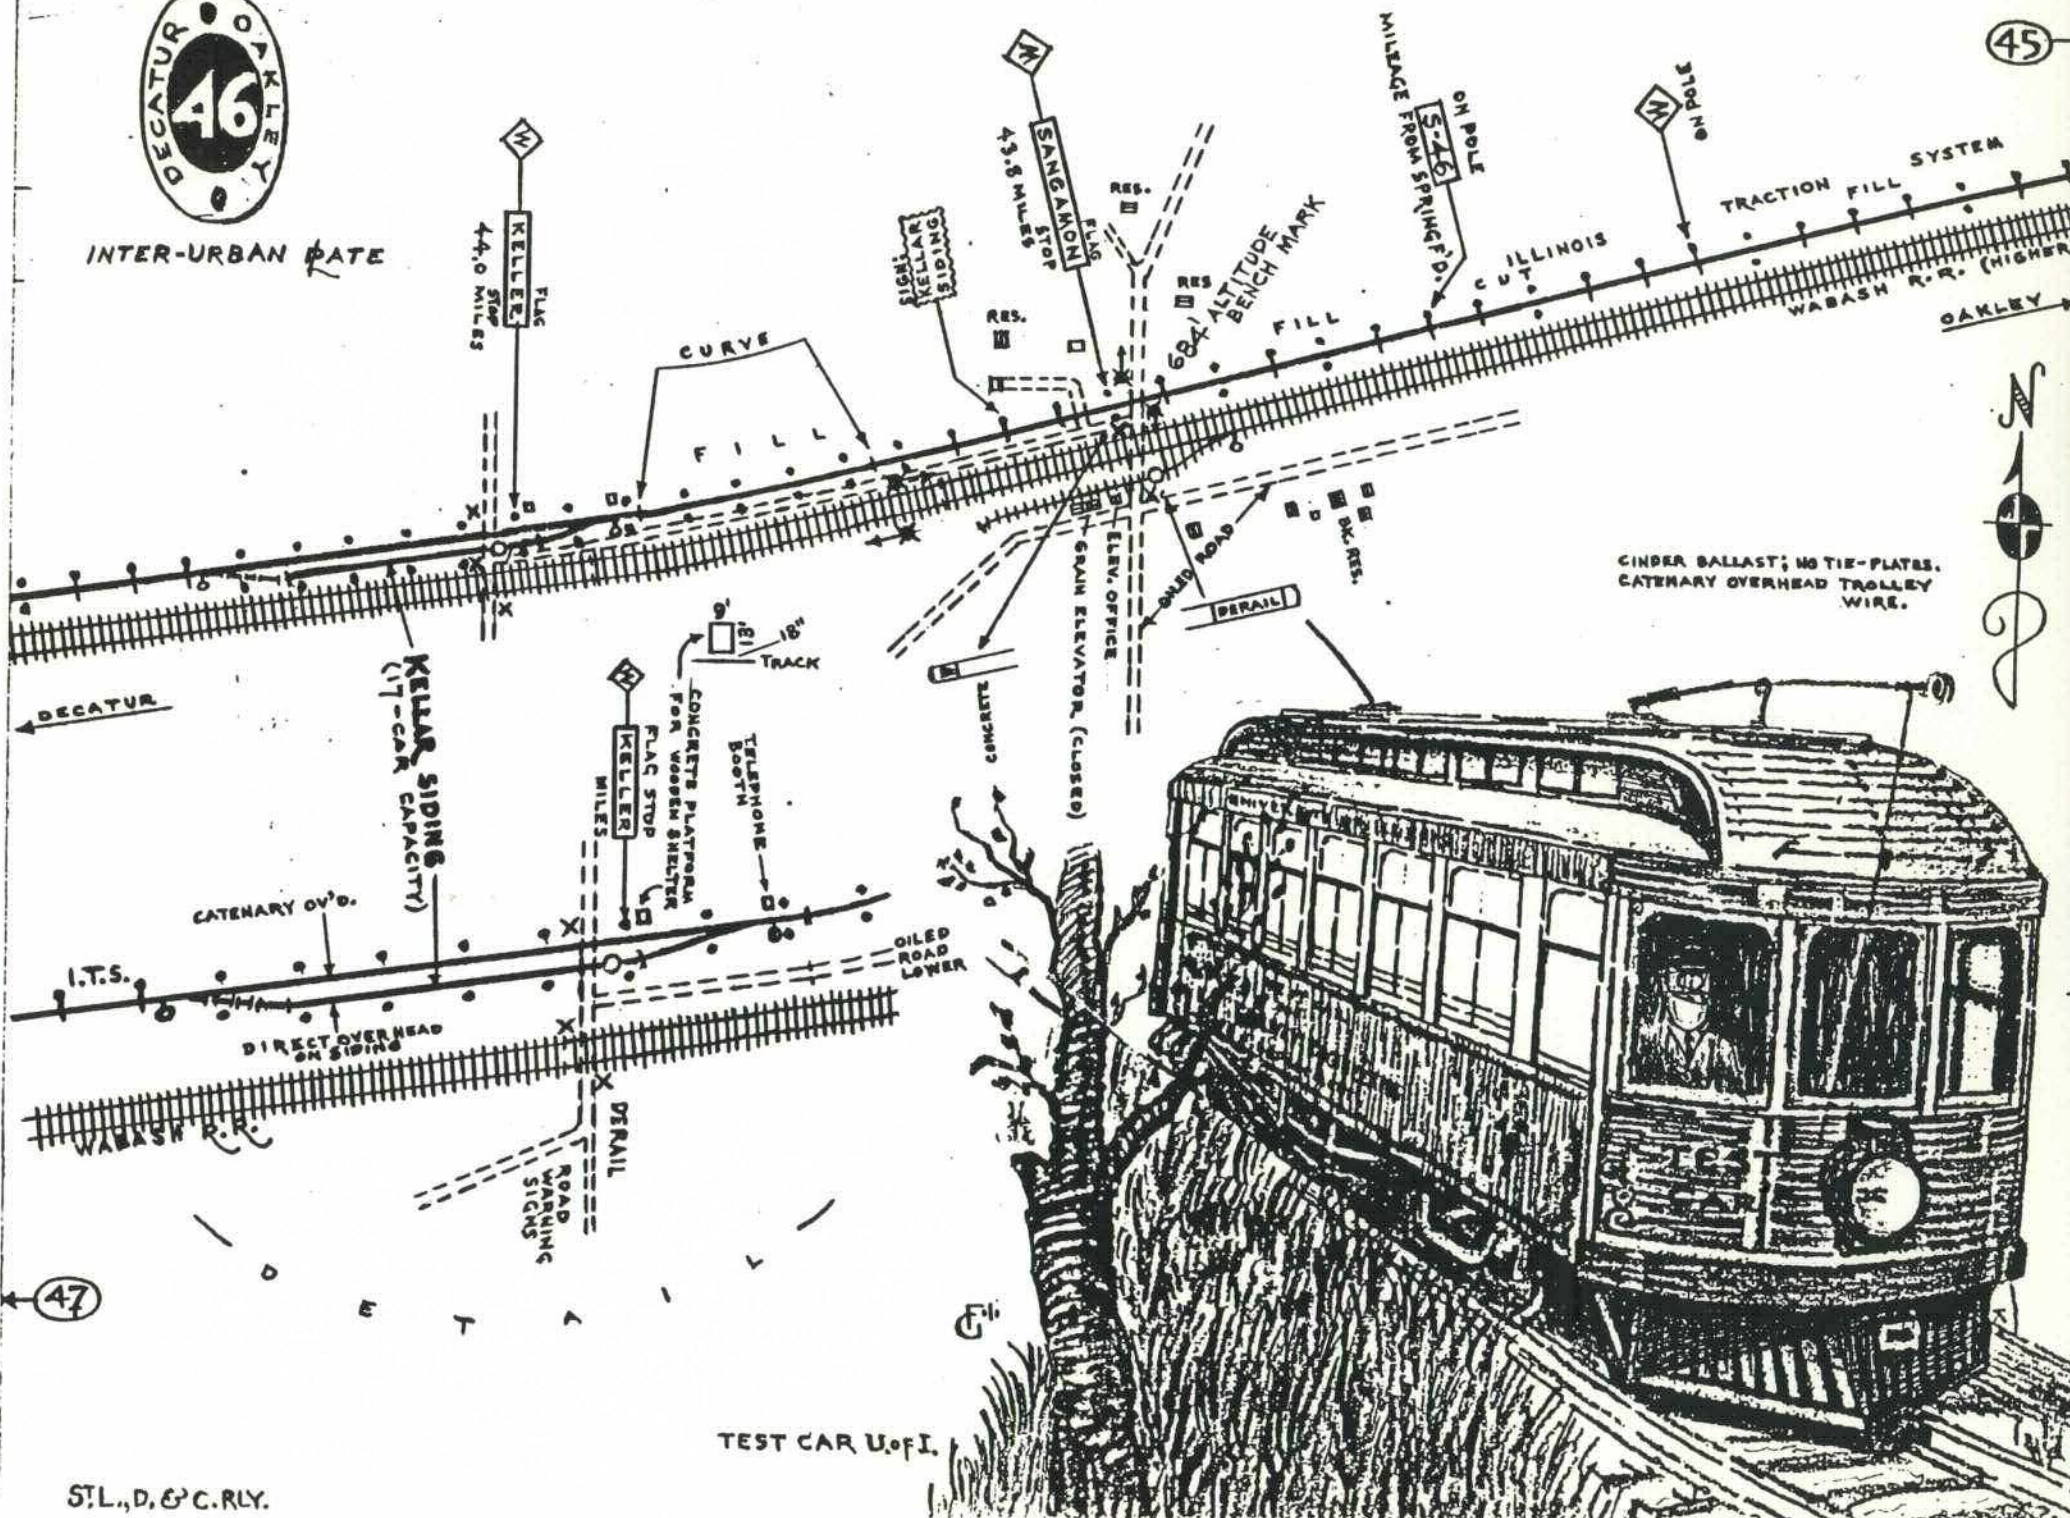 DECATUR
OAKLEY
46
INTER-URBAN PLATE
45
W
KELLER
FLAG
STOP
44.0 MILES
W
SANGAMON
FLAG
STOP
43.8 MILES
ON POLE
S-46
MILEAGE FROM SPRINGF'D.
W
ON POLE
ILLINOIS
TRACTION
SYSTEM
FILL
CUT
FILL
WABASH R.R. (HIGHER
OAKLEY
RES.
RES
RES.
684' ALTITUDE
BENCH MARK
SIGN:
KELLAR
SIDING
CURVE
FILL
N
CINDER BALLAST; NO TIE-PLATES.
CATENARY OVERHEAD TROLLEY
WIRE.
BK. RES.
OILED ROAD
DERAIL
ELEV. OFFICE
GRAIN ELEVATOR (CLOSED)
CONCRETE
9'
13'
18"
TRACK
DECATUR
KELLAR SIDING
(17-CAR CAPACITY)
W
KELLER
FLAG STOP
MILES
CONCRETE PLATFORM
FOR WOODEN SHELTER
TELEPHONE
BOOTH
CATENARY OV'D.
I.T.S.
DIRECT OVERHEAD
ON SIDING
OILED
ROAD
LOWER
WABASH R.R.
DERAIL
ROAD
WARNING
SIGNS
DETAIL
47
TEST CAR U. of I.
ST. L., D. & C. RLY.